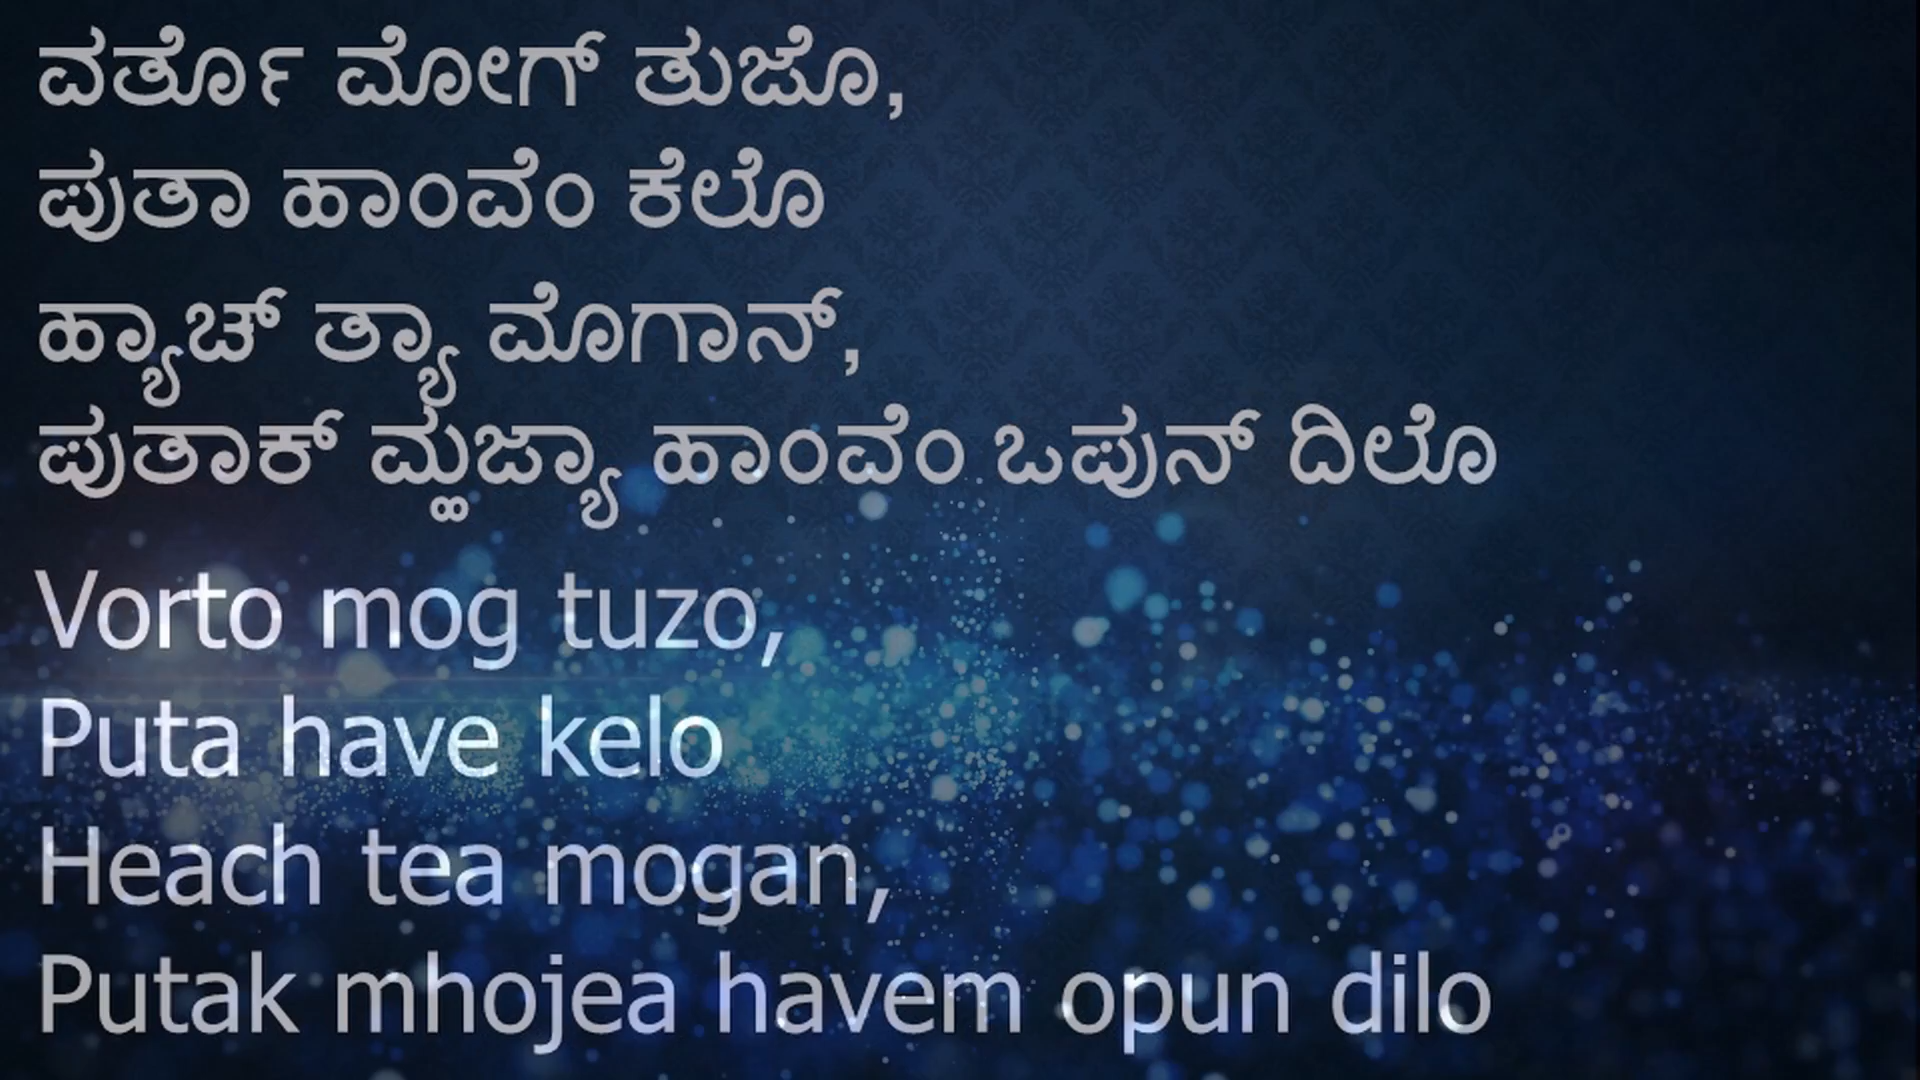 ವರ್ತೊ ಮೋಗ್ ತುಜೊ,
ಪುತಾ ಹಾಂವೆಂ ಕೆಲೊ
ಹ್ಯಾಚ್ ತ್ಯಾ ಮೊಗಾನ್,
ಪುತಾಕ್ ಮ್ಹಜ್ಯಾ ಹಾಂವೆಂ ಒಪುನ್ ದಿಲೊ
Vorto mog tuzo,
Puta have kelo
Heach tea mogan,
Putak mhojea havem opun dilo